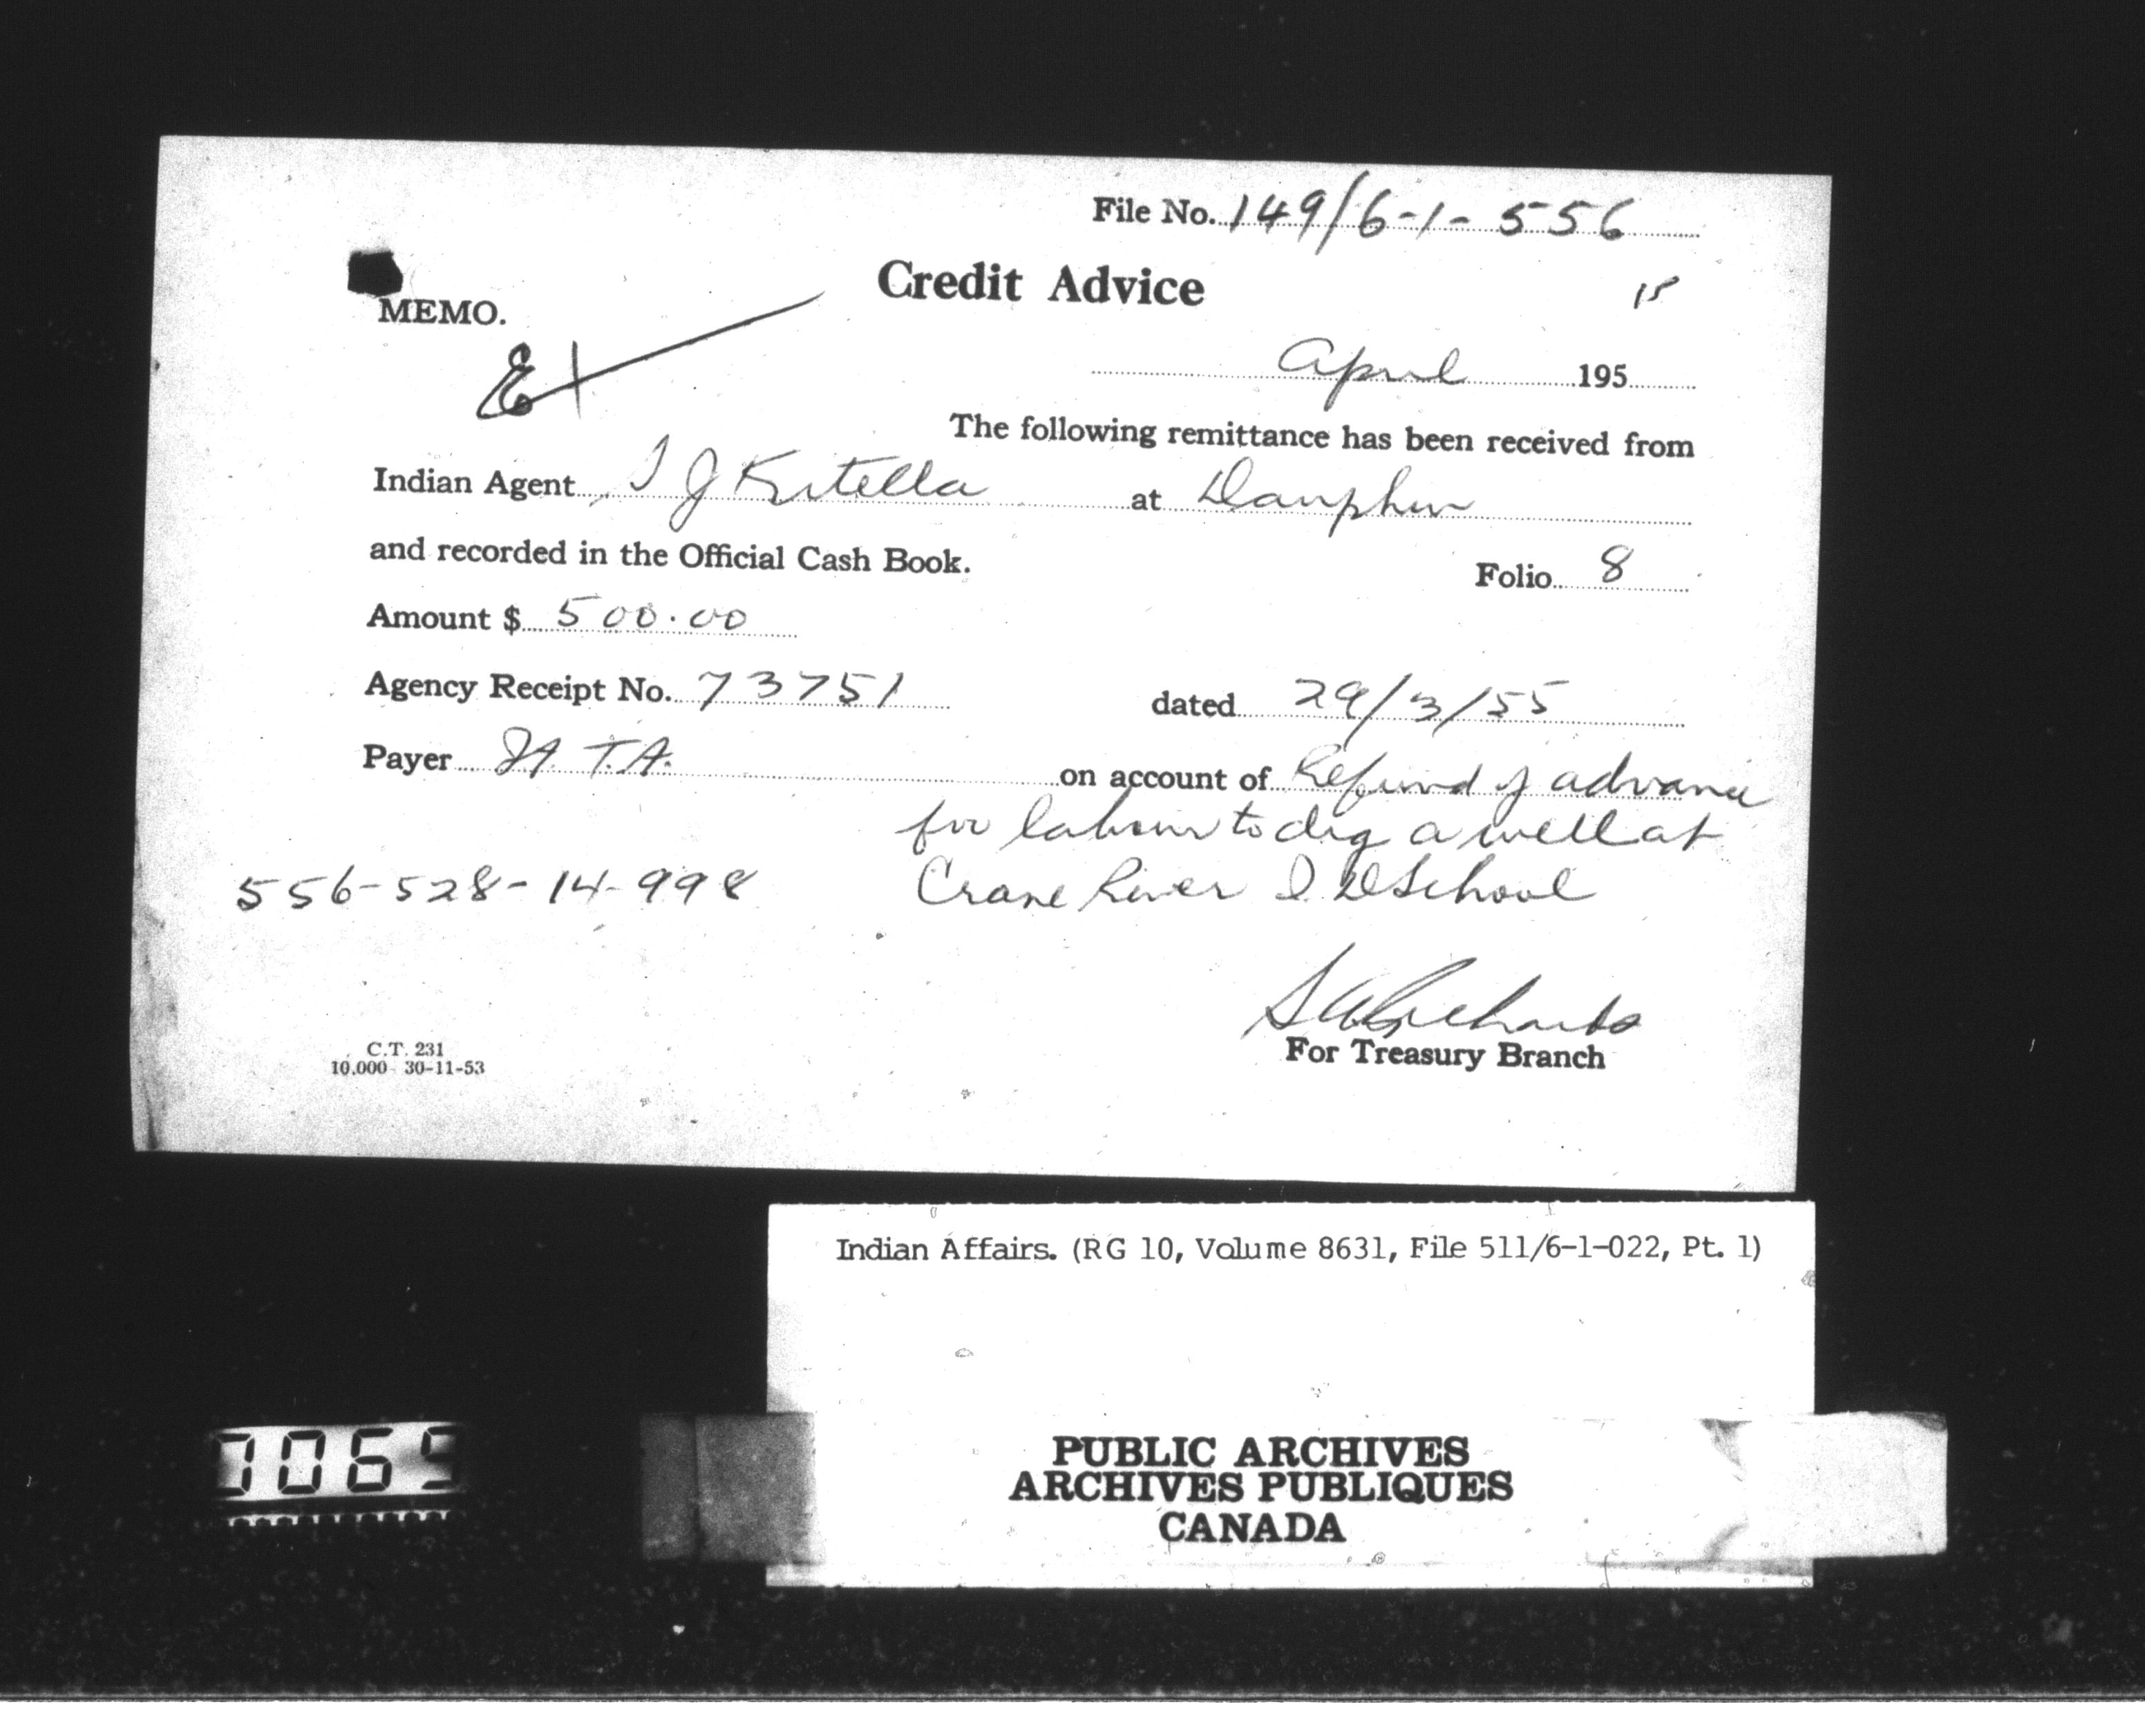 File No. 149/6-1-556
Credit Advice
15
MEMO.
April 195
The following remittance has been received from
Indian Agent J Kitella at Dauphin
and recorded in the Official Cash Book.
Folio 8
Amount $ 500.00
Agency Receipt No. 73751 dated 29/3/55
Payer T.A. on account of Refund of advance
for labour to dig a well at
Crane River I. D School
556-528-14-998
S Richards
For Treasury Branch
C.T. 231
10,000 30-11-53
Indian Affairs. (RG 10, Volume 8631, File 511/6-1-022, Pt. 1)
PUBLIC ARCHIVES
ARCHIVES PUBLIQUES
CANADA